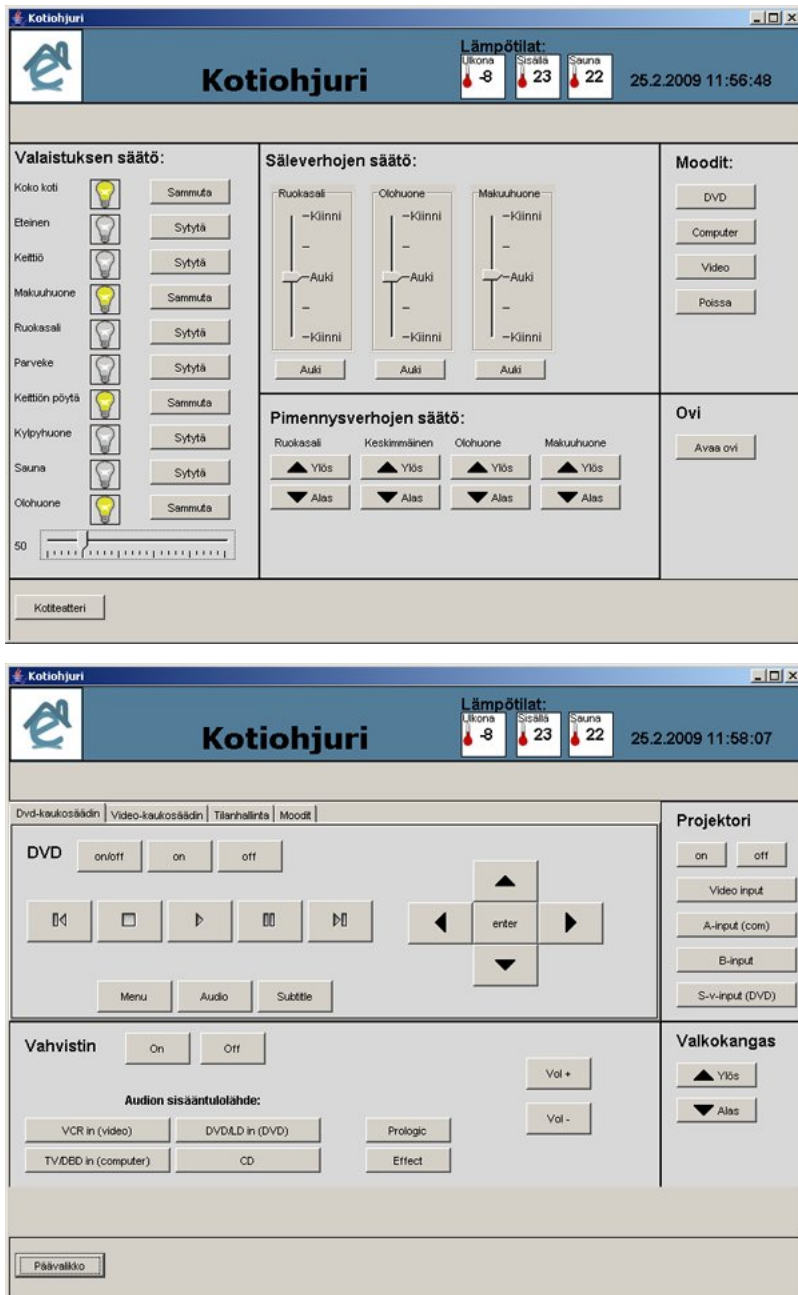 Kotiohjuri
Lämpötilat:
Ulkona Sisällä Sauna
Kotiohjuri -8 23 22 25.2.2009 11:56:48
Valaistuksen säätö:
Koko koti Sammuta
Eteinen Sytytä
Keittiö Sytytä
Makuuhuone Sammuta
Ruokasali Sytytä
Parveke Sytytä
Keittiön pöytä Sammuta
Kylpyhuone Sytytä
Sauna Sytytä
Olohuone Sammuta
50
Säleverhojen säätö:
Ruokasali Olohuone Makuuhuone
–Kiinni –Kiinni –Kiinni
– – –
–Auki –Auki –Auki
– – –
–Kiinni –Kiinni –Kiinni
Auki Auki Auki
Pimennysverhojen säätö:
Ruokasali Keskimmäinen Olohuone Makuuhuone
Ylös Ylös Ylös Ylös
Alas Alas Alas Alas
Moodit:
DVD
Computer
Video
Poissa
Ovi
Avaa ovi
Kotiteatteri
Kotiohjuri
Lämpötilat:
Ulkona Sisällä Sauna
Kotiohjuri -8 23 22 25.2.2009 11:58:07
Dvd-kaukosäädin Video-kaukosäädin Tilanhallinta Moodit
DVD on/off on off
enter
Menu Audio Subtitle
Projektori
on off
Video input
A-input (com)
B-input
S-v-input (DVD)
Vahvistin On Off
Vol +
Vol -
Audion sisääntulolähde:
VCR in (video) DVD/LD in (DVD) Prologic
TV/DBD in (computer) CD Effect
Valkokangas
Ylös
Alas
Päävalikko